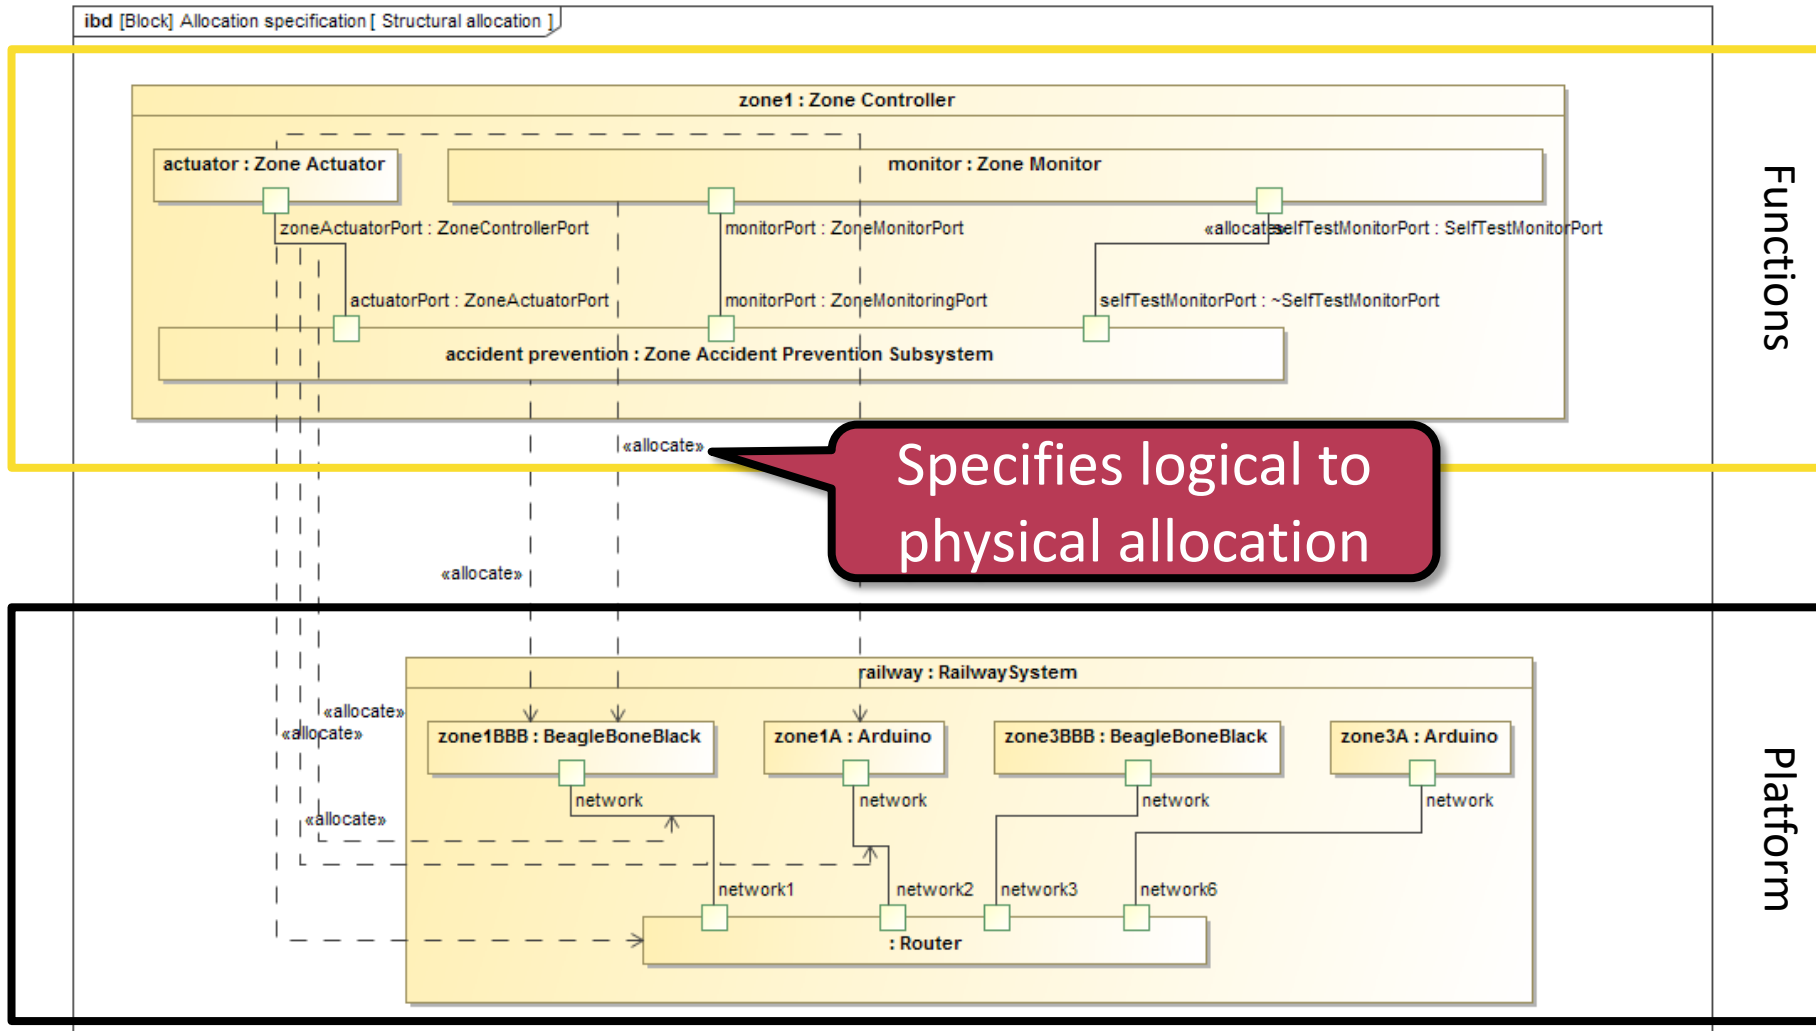 ibd [Block] Allocation specification [ Structural allocation ]
zone1 : Zone Controller
actuator : Zone Actuator
monitor : Zone Monitor
zoneActuatorPort : ZoneControllerPort
monitorPort : ZoneMonitorPort
«allocate»
selfTestMonitorPort : SelfTestMonitorPort
actuatorPort : ZoneActuatorPort
monitorPort : ZoneMonitoringPort
selfTestMonitorPort : ~SelfTestMonitorPort
accident prevention : Zone Accident Prevention Subsystem
Functions
«allocate»
Specifies logical to
physical allocation
«allocate»
railway : RailwaySystem
«allocate»
«allocate»
zone1BBB : BeagleBoneBlack
zone1A : Arduino
zone3BBB : BeagleBoneBlack
zone3A : Arduino
network
network
network
network
«allocate»
network1
network2
network3
network6
: Router
Platform